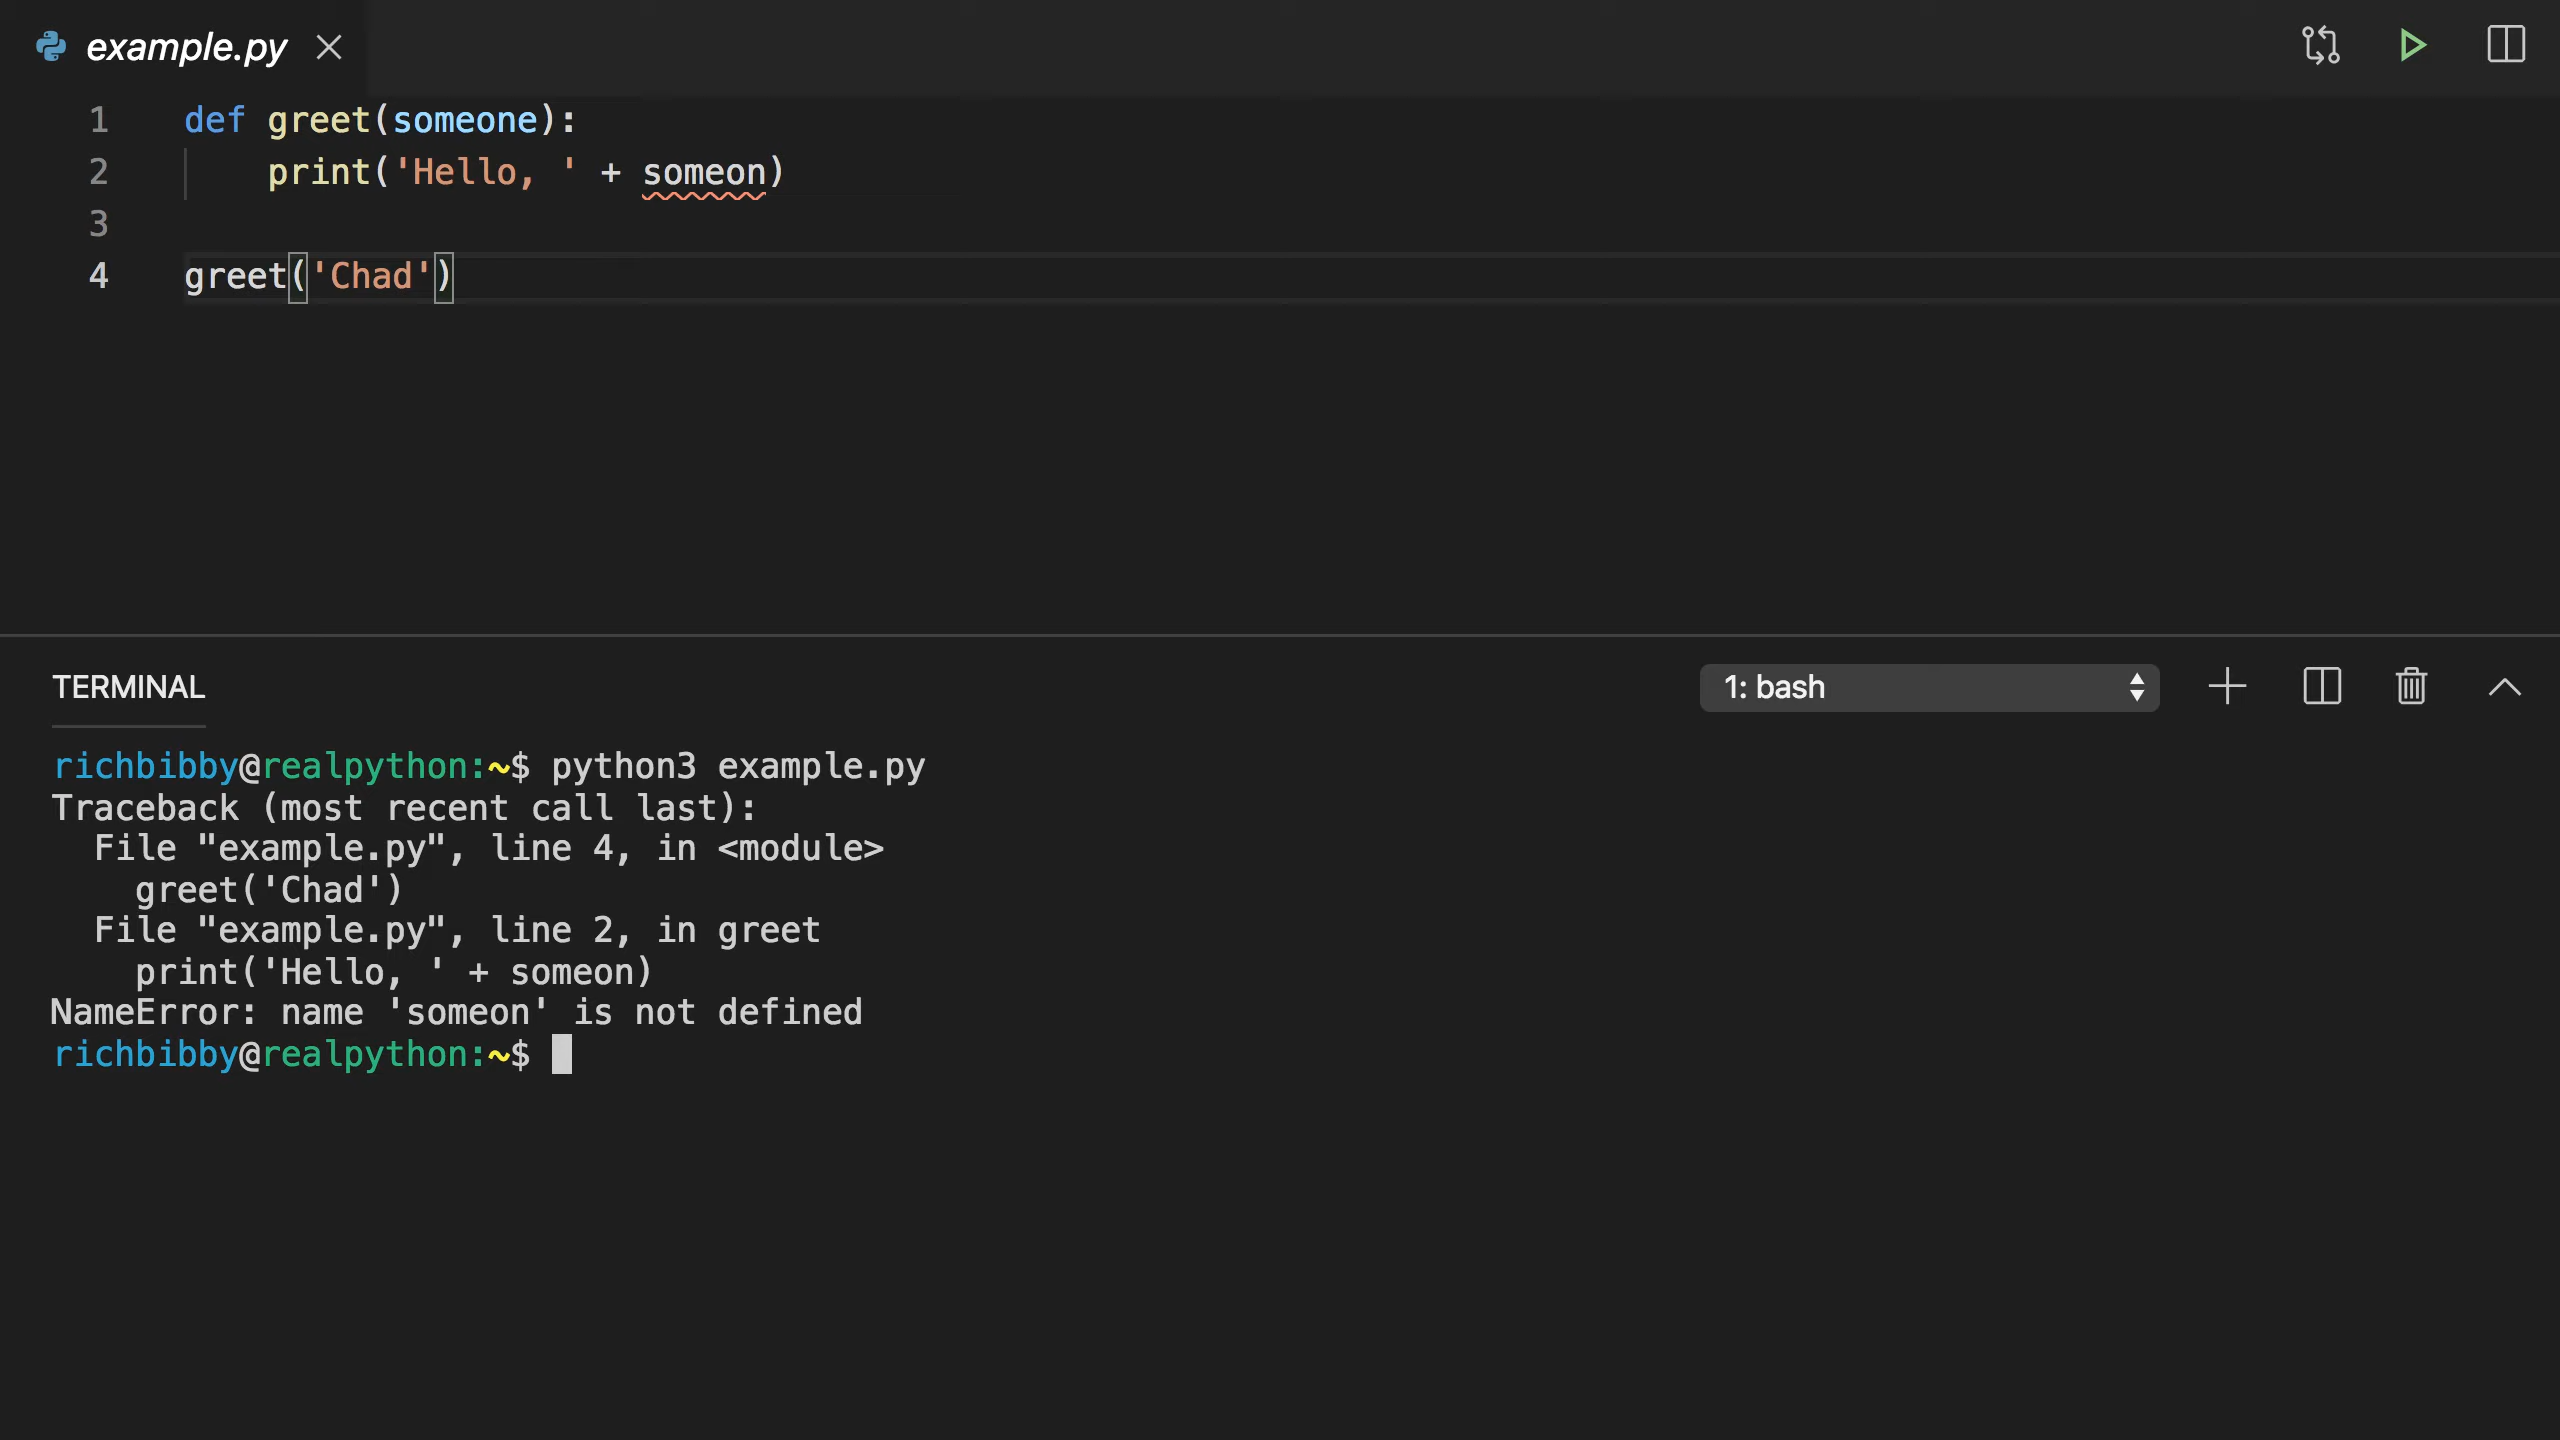 example.py
1 def greet(someone):
2     print('Hello, ' + someon)
3
4 greet('Chad')
TERMINAL
1: bash
richbibby@realpython:~$ python3 example.py
Traceback (most recent call last):
  File "example.py", line 4, in <module>
    greet('Chad')
  File "example.py", line 2, in greet
    print('Hello, ' + someon)
NameError: name 'someon' is not defined
richbibby@realpython:~$